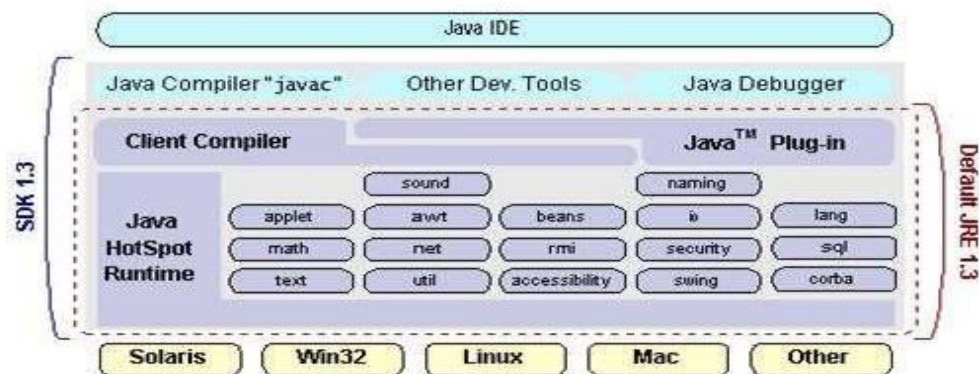 Java IDE
Java Compiler "javac"
Other Dev. Tools
Java Debugger
Client Compiler
Java™ Plug-in
SDK 1.3
Default JRE 1.3
Java
HotSpot
Runtime
sound
naming
applet
awt
beans
io
lang
math
net
rmi
security
sql
text
util
accessibility
swing
corba
Solaris
Win32
Linux
Mac
Other